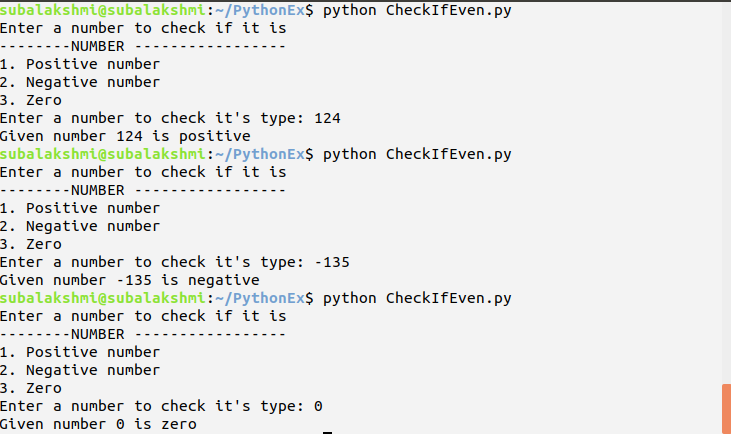 subalakshmi@subalakshmi:~/PythonEx$ python CheckIfEven.py
Enter a number to check if it is
--------NUMBER -----------------
1. Positive number
2. Negative number
3. Zero
Enter a number to check it's type: 124
Given number 124 is positive
subalakshmi@subalakshmi:~/PythonEx$ python CheckIfEven.py
Enter a number to check if it is
--------NUMBER -----------------
1. Positive number
2. Negative number
3. Zero
Enter a number to check it's type: -135
Given number -135 is negative
subalakshmi@subalakshmi:~/PythonEx$ python CheckIfEven.py
Enter a number to check if it is
--------NUMBER -----------------
1. Positive number
2. Negative number
3. Zero
Enter a number to check it's type: 0
Given number 0 is zero